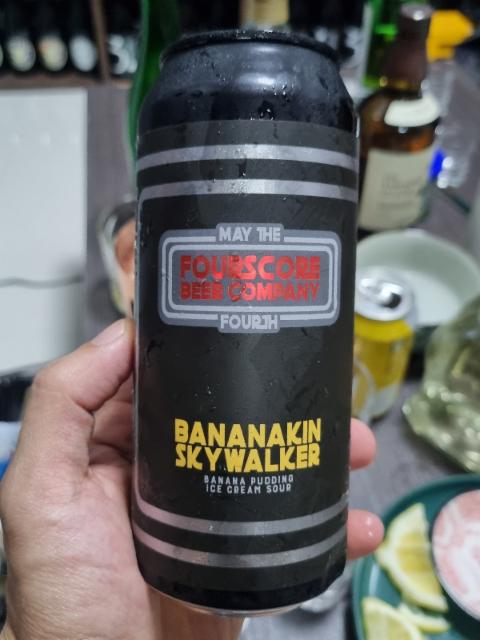 MAY THE
FOURSCORE
BEER COMPANY
FOURTH
BANANAKIN
SKYWALKER
BANANA PUDDING
ICE CREAM SOUR